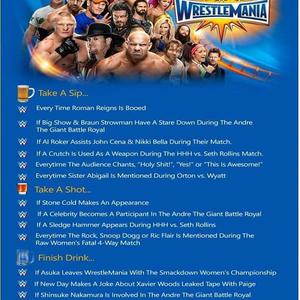 WRESTLEMANIA
Take A Sip...
Every Time Roman Reigns Is Booed
If Big Show & Braun Strowman Have A Stare Down During The Andre
The Giant Battle Royal
If Al Roker Assists John Cena & Nikki Bella During Their Match.
If A Crutch Is Used As A Weapon During The HHH vs. Seth Rollins Match.
Everytime The Audience Chants, "Holy Shit!", "Yes! or "This Is Awesome!"
Everytime Sister Abigail Is Mentioned During Orton vs. Wyatt
Take A Shot...
If Stone Cold Makes An Appearance
If A Celebrity Becomes A Participant In The Andre The Giant Battle Royal
If A Sledge Hammer Appears During HHH vs. Seth Rollins
Everytime The Rock, Snoop Dogg or Ric Flair Is Mentioned During The
Raw Women's Fatal 4-Way Match
Finish Drink...
If Asuka Leaves WrestleMania With The Smackdown Women's Championship
If New Day Makes A Joke About Xavier Woods Leaked Tape With Paige
If Shinsuke Nakamura Is Involved In The Andre The Giant Battle Royal